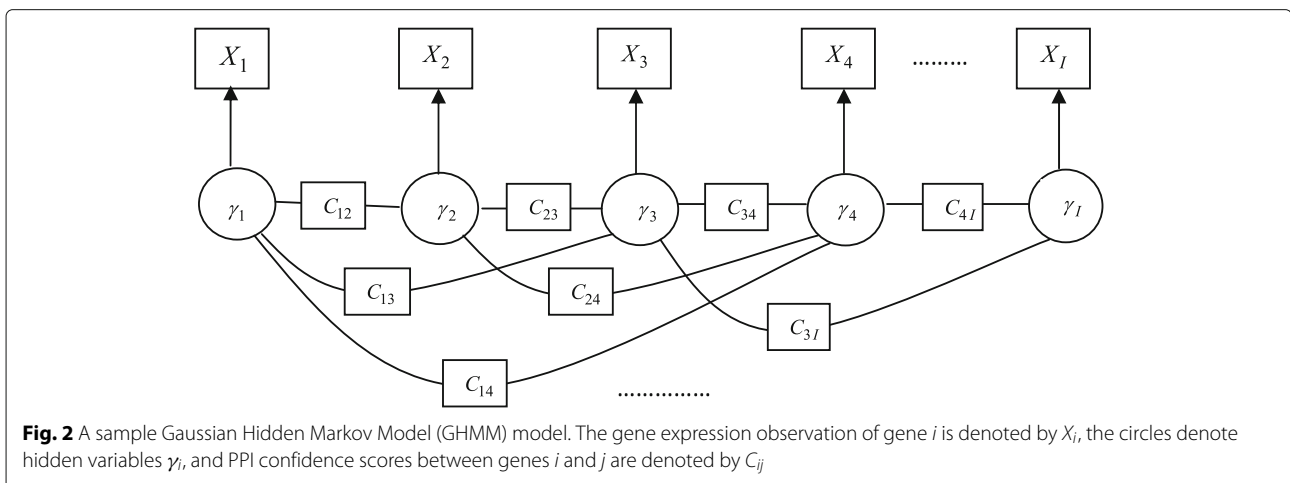 X₁ X₂ X₃ X₄ ......... X_I
γ₁ C₁₂ γ₂ C₂₃ γ₃ C₃₄ γ₄ C₄I γ_I
C₁₃ C₂₄
C₃I
C₁₄ ...............
Fig. 2 A sample Gaussian Hidden Markov Model (GHMM) model. The gene expression observation of gene i is denoted by Xᵢ, the circles denote
hidden variables γᵢ, and PPI confidence scores between genes i and j are denoted by Cᵢⱼ